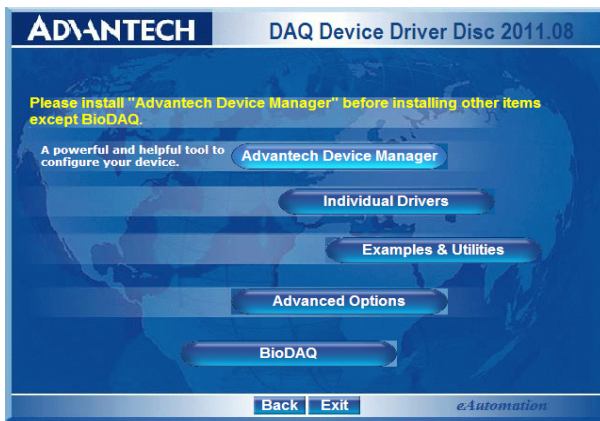 ADVANTECH
DAQ Device Driver Disc 2011.08
Please install "Advantech Device Manager" before installing other items
except BioDAQ.
A powerful and helpful tool to
configure your device.
Advantech Device Manager
Individual Drivers
Examples & Utilities
Advanced Options
BioDAQ
Back Exit
eAutomation